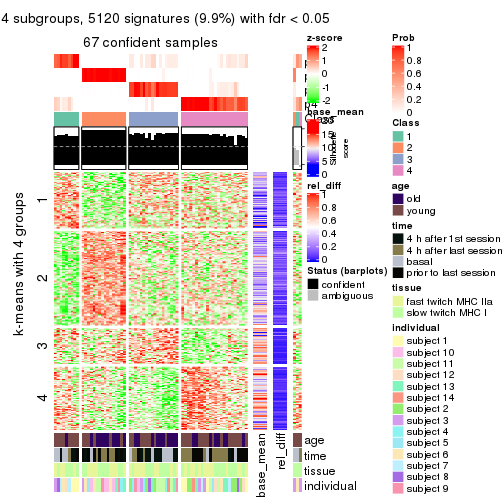 4 subgroups, 5120 signatures (9.9%) with fdr < 0.05
67 confident samples
k-means with 4 groups
1
2
3
4
age
time
tissue
individual
base_mean
rel_diff
z-score
2
1
0
-1
-2
base_mean
15
10
5
0
score
rel_diff
1
0.8
0.6
0.4
0.2
0
Status (barplots)
confident
ambiguous
Prob
1
0.8
0.6
0.4
0.2
0
Class
1
2
3
4
age
old
young
time
4 h after 1st session
4 h after last session
basal
prior to last session
tissue
fast twitch MHC IIa
slow twitch MHC I
individual
subject 1
subject 10
subject 11
subject 12
subject 13
subject 14
subject 2
subject 3
subject 4
subject 5
subject 6
subject 7
subject 8
subject 9